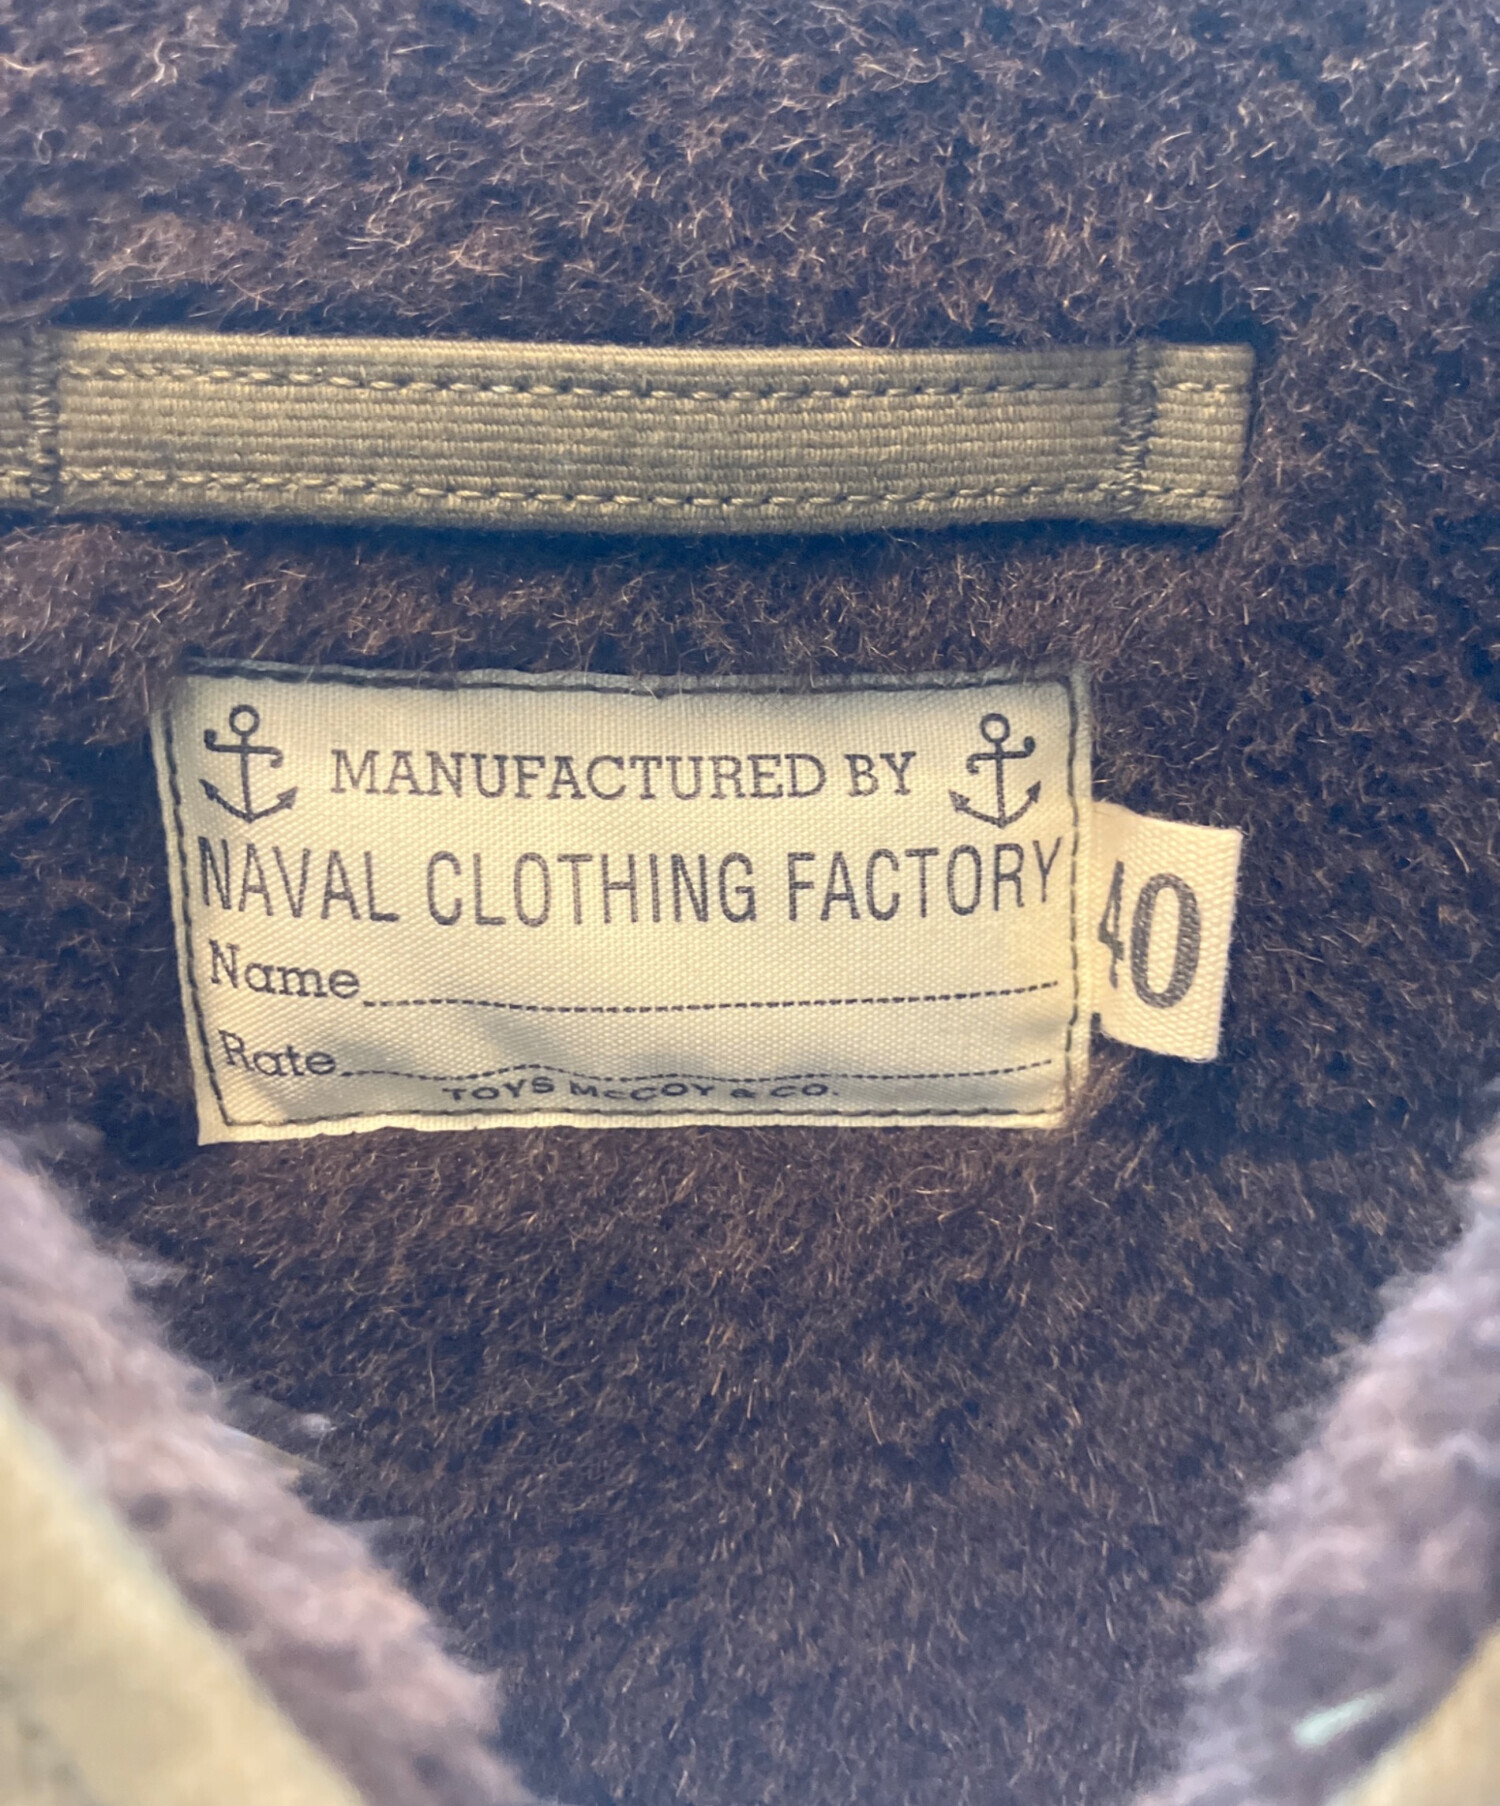 MANUFACTURED BY
NAVAL CLOTHING FACTORY
40
Name
Rate
TOYS McCOY & CO.